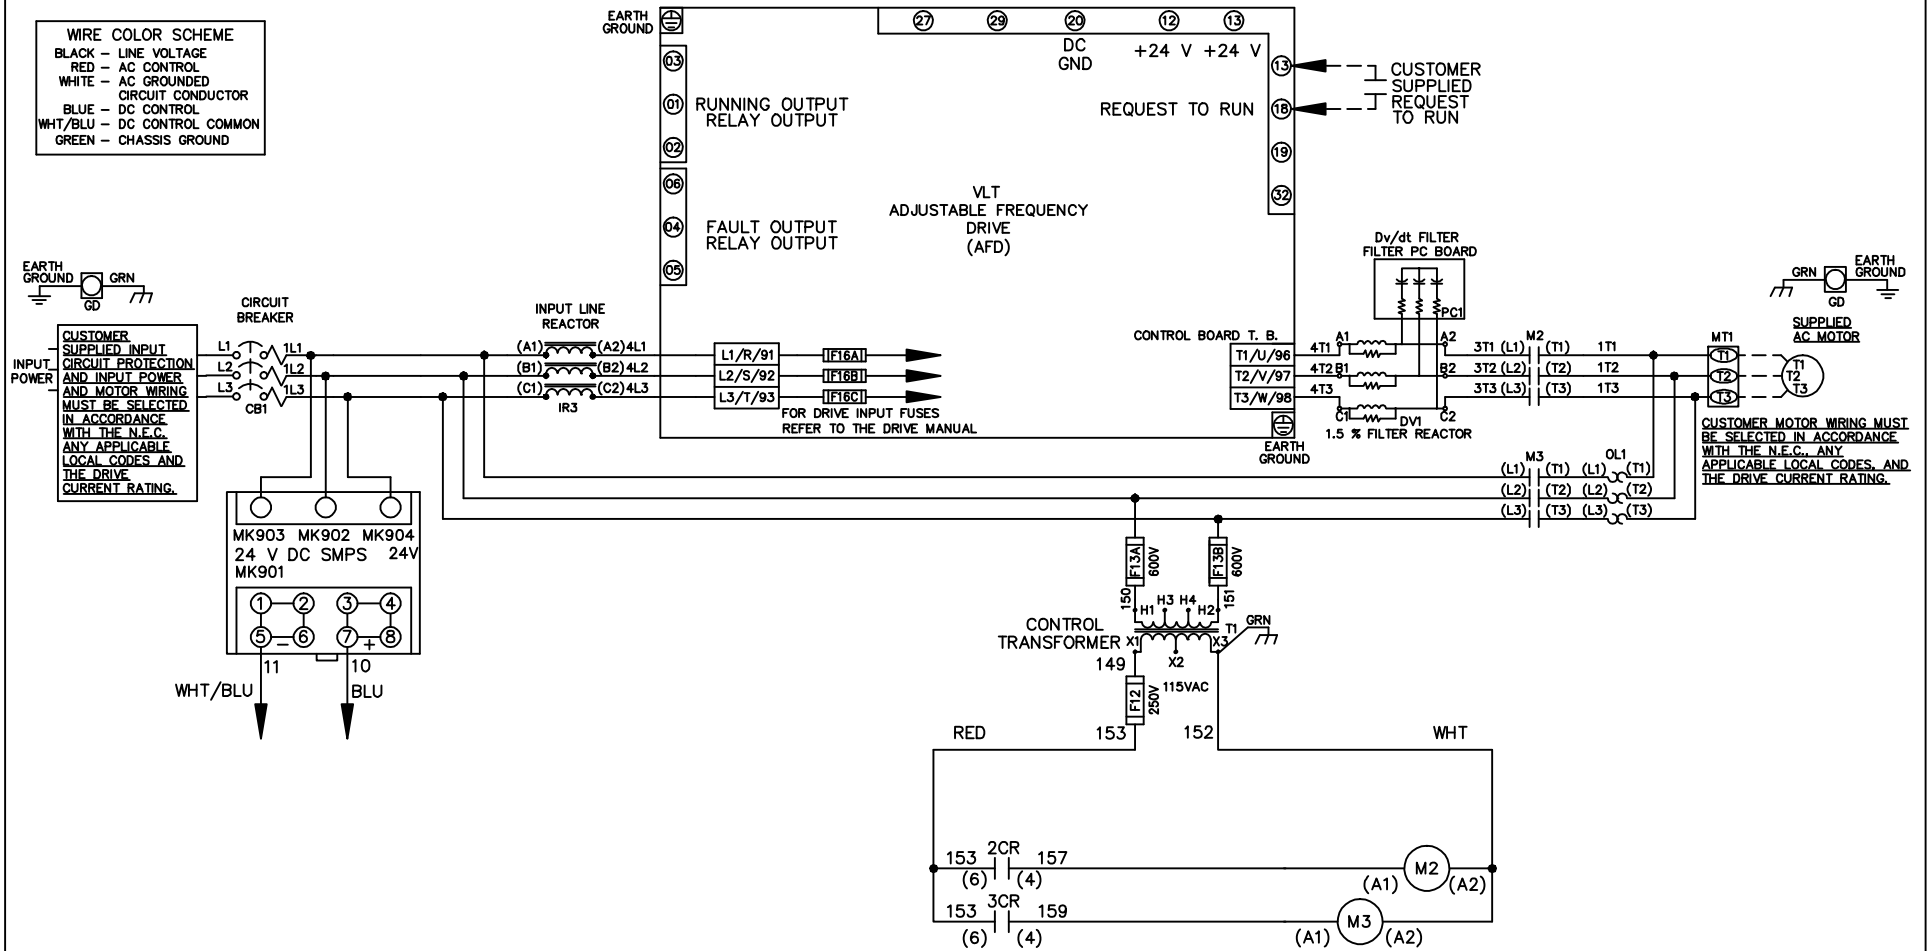 WIRE COLOR SCHEME
BLACK – LINE VOLTAGE
RED – AC CONTROL
WHITE – AC GROUNDED
CIRCUIT CONDUCTOR
BLUE – DC CONTROL
WHT/BLU – DC CONTROL COMMON
GREEN – CHASSIS GROUND
EARTH
GROUND
27 29 20 12 13
DC
GND
+24 V +24 V
03
01
02
RUNNING OUTPUT
RELAY OUTPUT
06
04
05
FAULT OUTPUT
RELAY OUTPUT
13
REQUEST TO RUN 18
19
32
CUSTOMER
SUPPLIED
REQUEST
TO RUN
VLT
ADJUSTABLE FREQUENCY
DRIVE
(AFD)
EARTH
GROUND
GRN
GD
INPUT
POWER
CUSTOMER
SUPPLIED INPUT
CIRCUIT PROTECTION
AND INPUT POWER
AND MOTOR WIRING
MUST BE SELECTED
IN ACCORDANCE
WITH THE N.E.C.
ANY APPLICABLE
LOCAL CODES AND
THE DRIVE
CURRENT RATING.
CIRCUIT
BREAKER
L1 1L1
L2 1L2
L3 1L3
CB1
INPUT LINE
REACTOR
(A1) (A2) 4L1
(B1) (B2) 4L2
(C1) (C2) 4L3
IR3
L1/R/91 F16A
L2/S/92 F16B
L3/T/93 F16C
FOR DRIVE INPUT FUSES
REFER TO THE DRIVE MANUAL
CONTROL BOARD T. B.
T1/U/96
T2/V/97
T3/W/98
EARTH
GROUND
Dv/dt FILTER
FILTER PC BOARD
PC1
4T1 A1 A2
4T2 B1 B2
4T3 C1 C2
DV1
1.5 % FILTER REACTOR
M2
3T1 (L1) (T1) 1T1
3T2 (L2) (T2) 1T2
3T3 (L3) (T3) 1T3
GRN
GD
EARTH
GROUND
SUPPLIED
AC MOTOR
MT1
T1
T2
T3
T1
T2
T3
CUSTOMER MOTOR WIRING MUST
BE SELECTED IN ACCORDANCE
WITH THE N.E.C., ANY
APPLICABLE LOCAL CODES, AND
THE DRIVE CURRENT RATING.
M3 OL1
(L1) (T1) (L1) (T1)
(L2) (T2) (L2) (T2)
(L3) (T3) (L3) (T3)
MK903 MK902 MK904
24 V DC SMPS 24V
MK901
1 2 3 4
5 – 6 7 + 8
11 10
WHT/BLU BLU
F13A 600V
F13B 600V
150 151
H1 H3 H4 H2
CONTROL
TRANSFORMER
X1 X2 X3
T1
GRN
149
115VAC
F12 250V
153 152
RED WHT
2CR
153 157
(6) (4)
M2
(A1) (A2)
3CR
153 159
(6) (4)
M3
(A1) (A2)